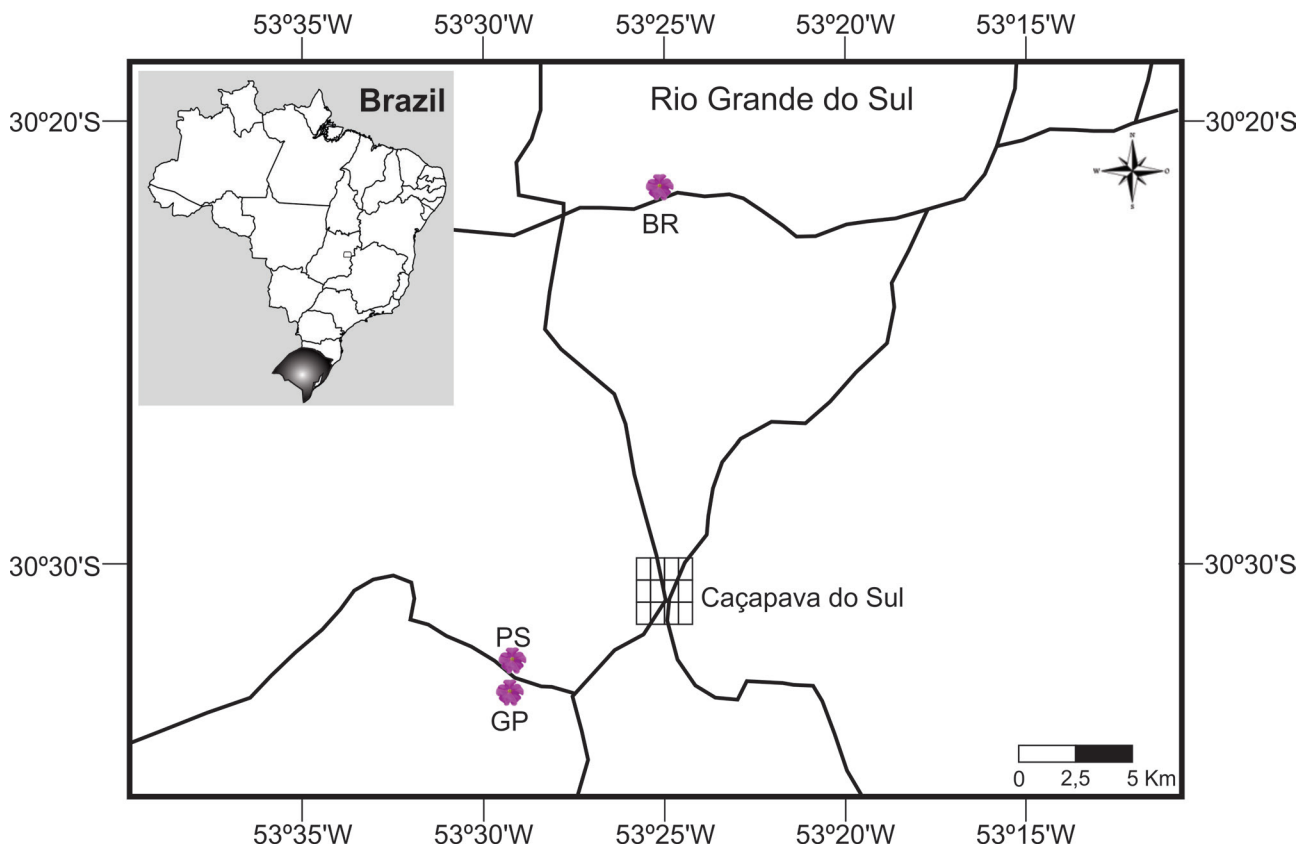 53º35'W 53º30'W 53º25'W 53º20'W 53º15'W
Brazil
Rio Grande do Sul
30º20'S 30º20'S
N
W O
S
BR
30º30'S 30º30'S
Caçapava do Sul
PS
GP
0 2,5 5 Km
53º35'W 53º30'W 53º25'W 53º20'W 53º15'W